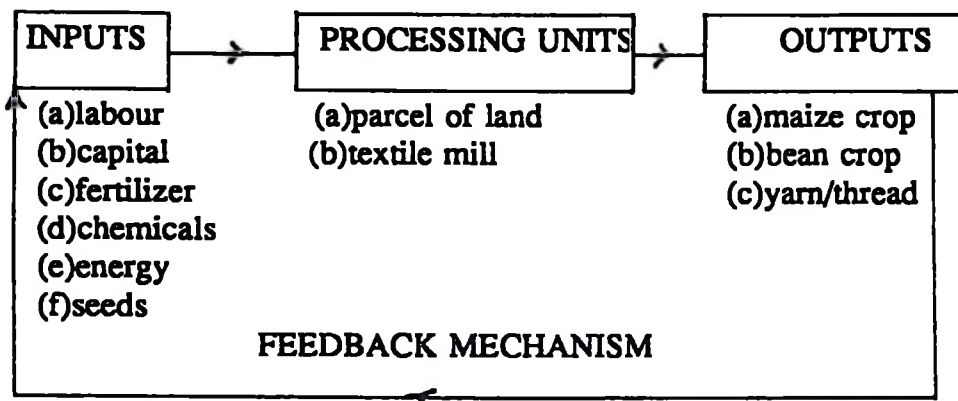 INPUTS
PROCESSING UNITS
OUTPUTS
(a)labour
(b)capital
(c)fertilizer
(d)chemicals
(e)energy
(f)seeds
(a)parcel of land
(b)textile mill
(a)maize crop
(b)bean crop
(c)yarn/thread
FEEDBACK MECHANISM